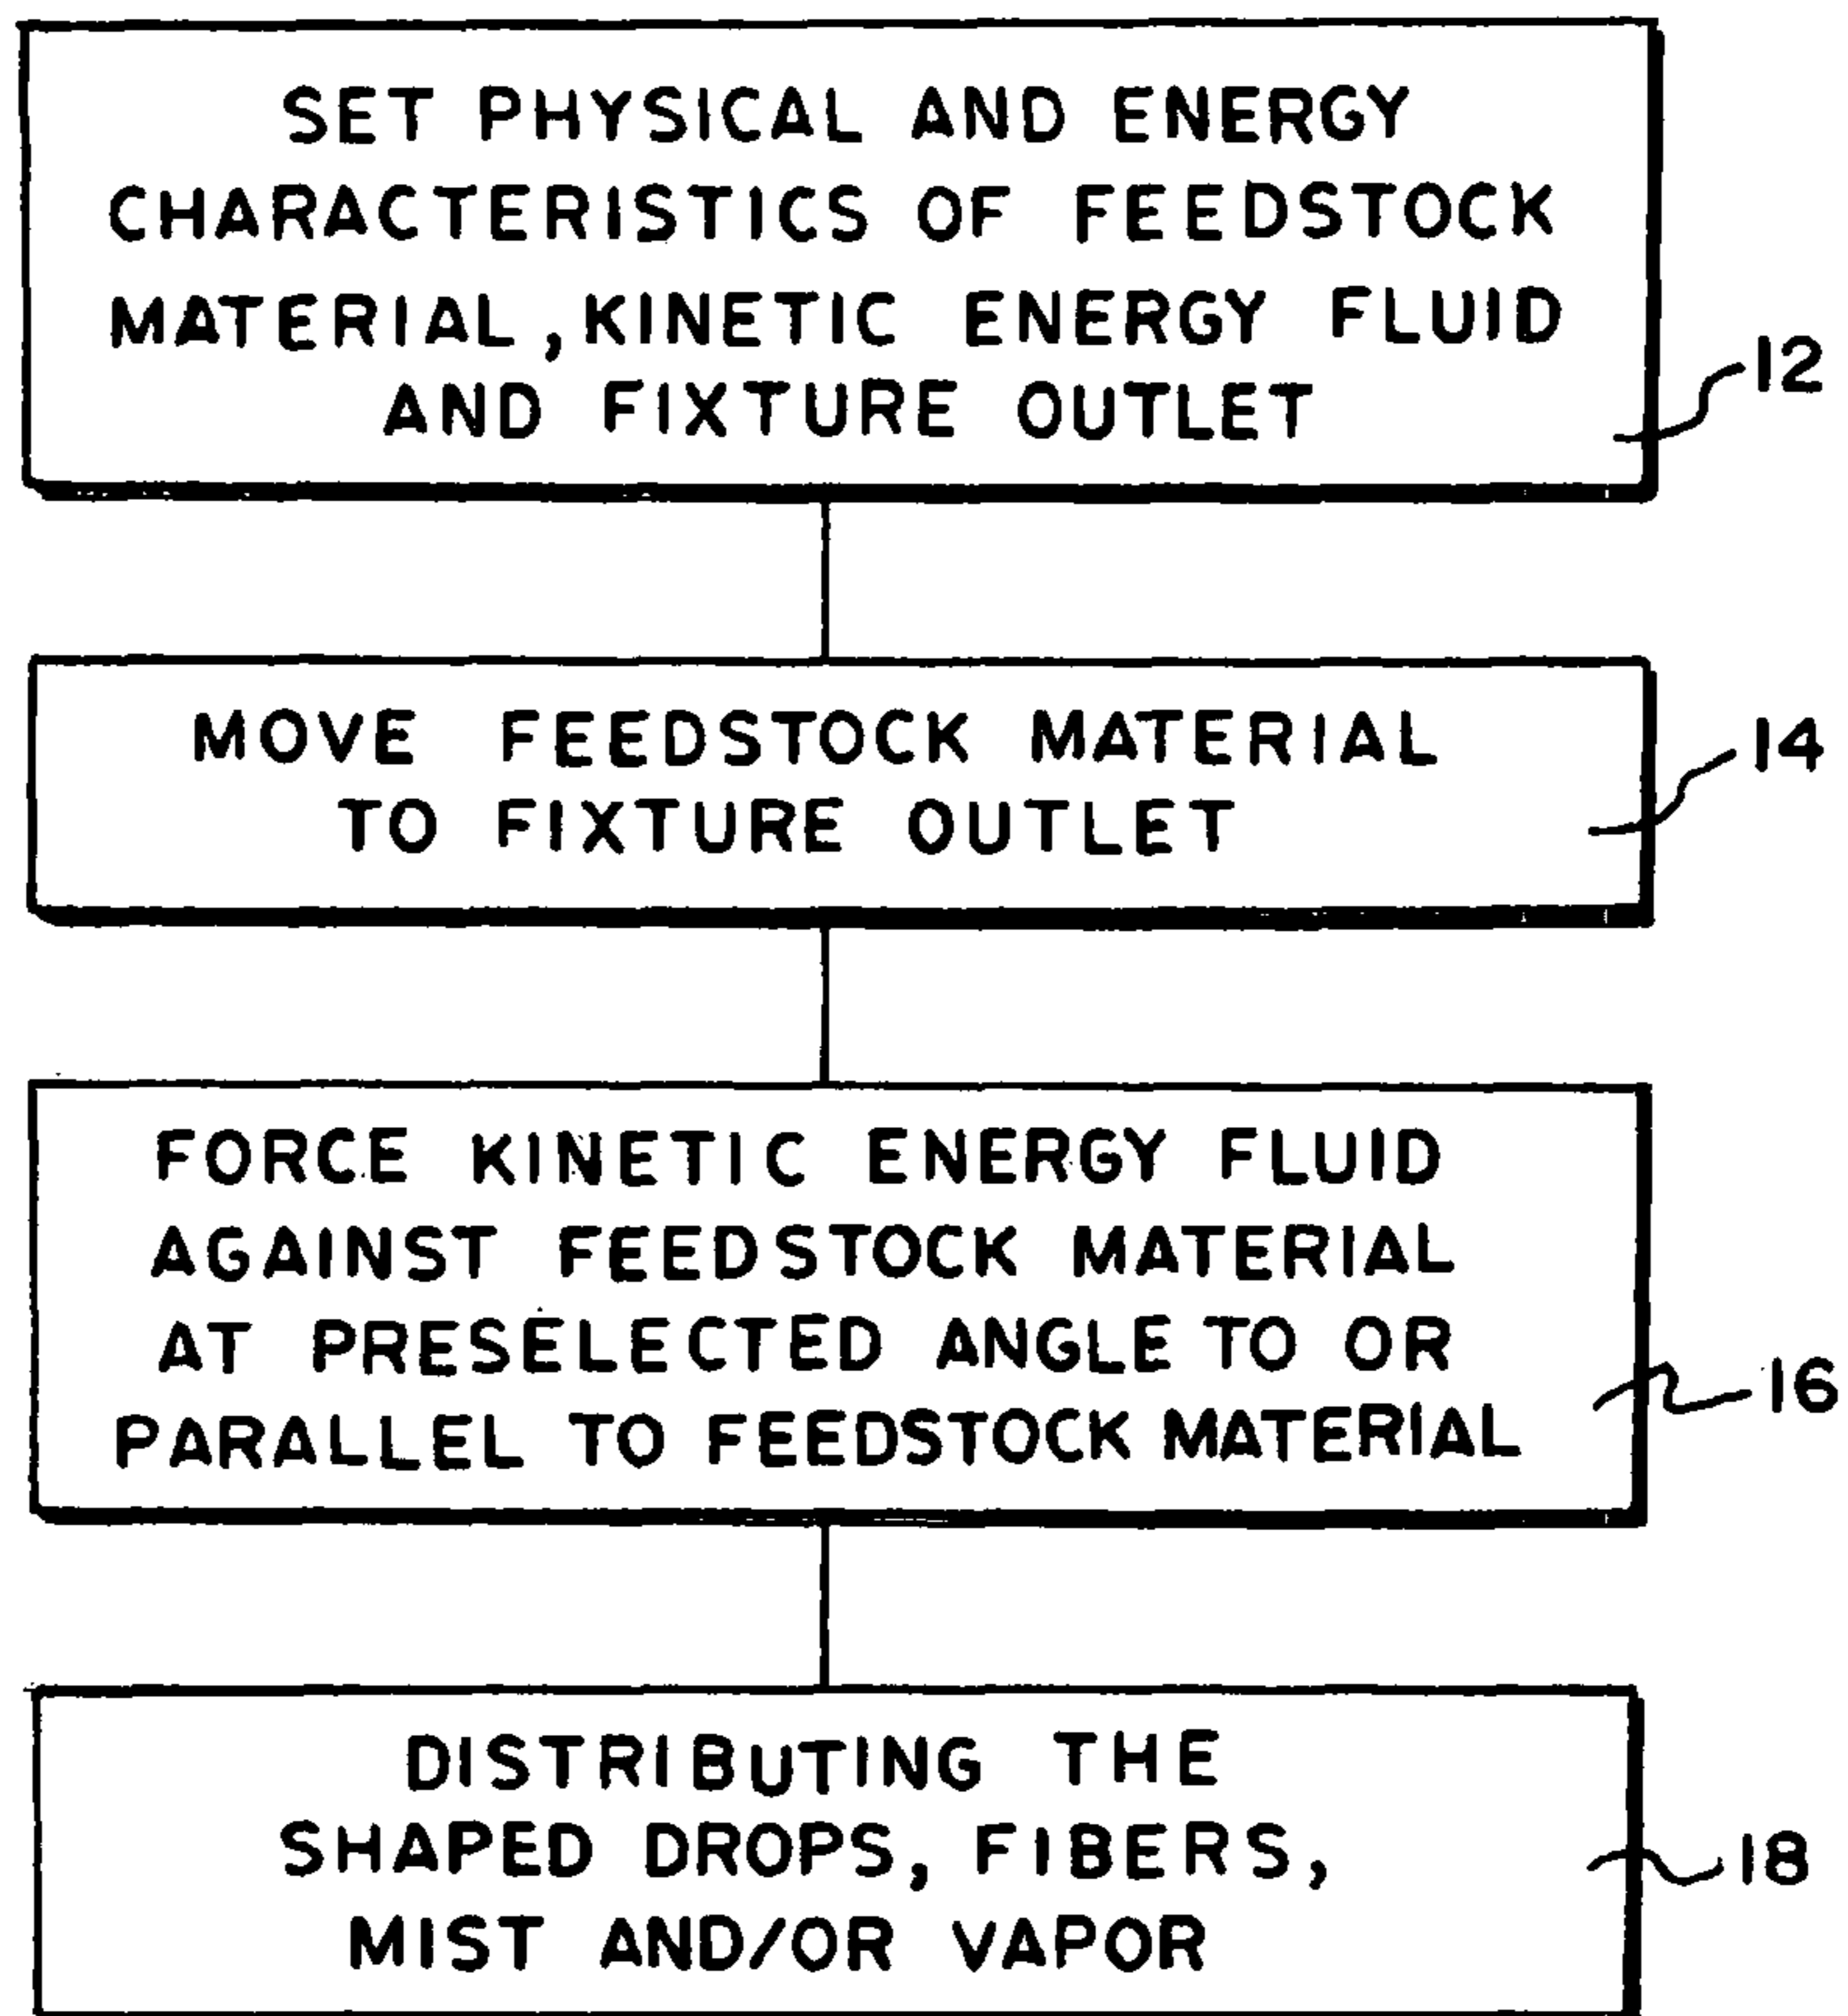 SET PHYSICAL AND ENERGY
CHARACTERISTICS OF FEEDSTOCK
MATERIAL, KINETIC ENERGY FLUID
AND FIXTURE OUTLET
12
MOVE FEEDSTOCK MATERIAL
TO FIXTURE OUTLET
14
FORCE KINETIC ENERGY FLUID
AGAINST FEEDSTOCK MATERIAL
AT PRESELECTED ANGLE TO OR
PARALLEL TO FEEDSTOCK MATERIAL
16
DISTRIBUTING THE
SHAPED DROPS, FIBERS,
MIST AND/OR VAPOR
18